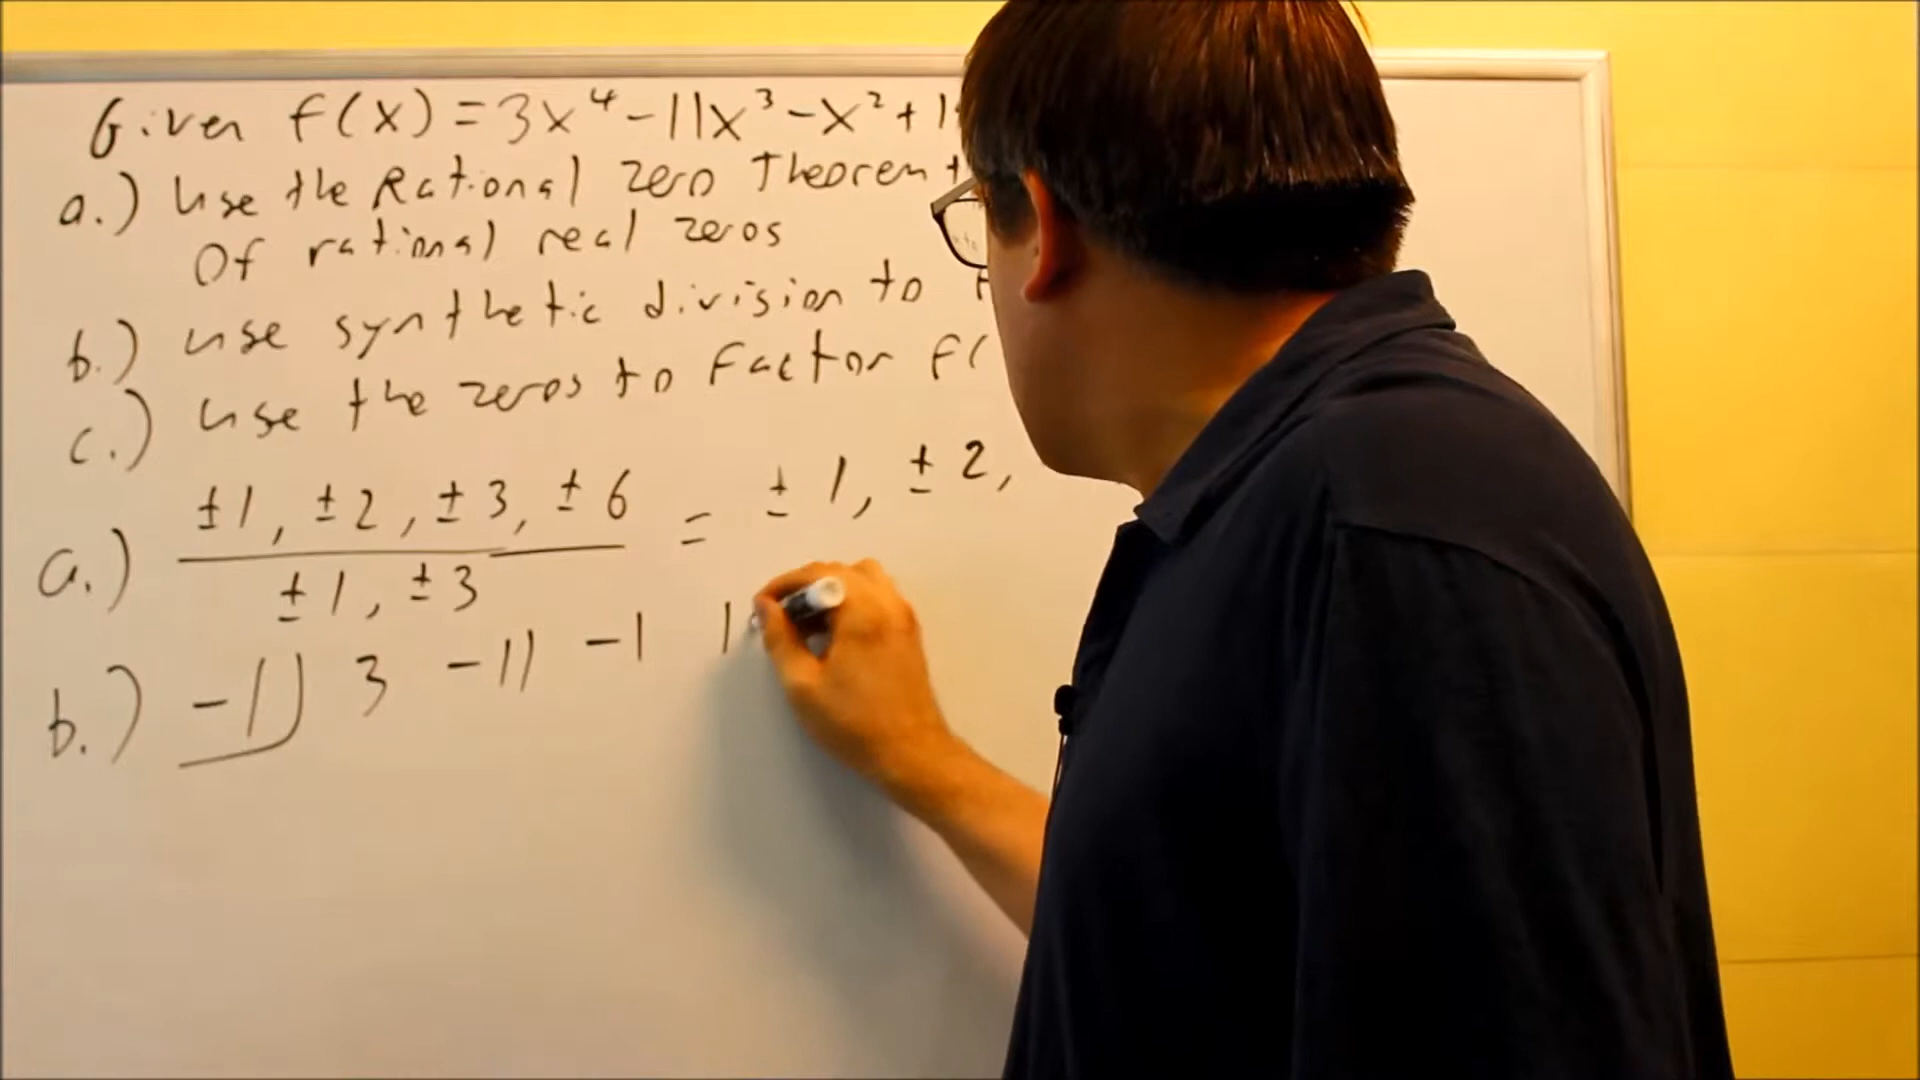 Given f(x) = 3x⁴ - 11x³ - x² + 1
a.) Use the Rational zero Theorem
Of rational real zeros
b.) use synthetic division to
c.) use the zeros to factor f(
a.) ±1, ±2, ±3, ±6 = ±1, ±2,
±1, ±3
b.) -1) 3 -11 -1 1